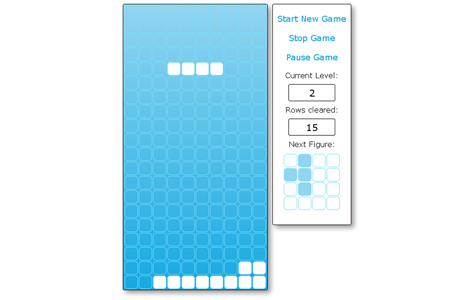 Start New Game
Stop Game
Pause Game
Current Level:
2
Rows cleared:
15
Next Figure: